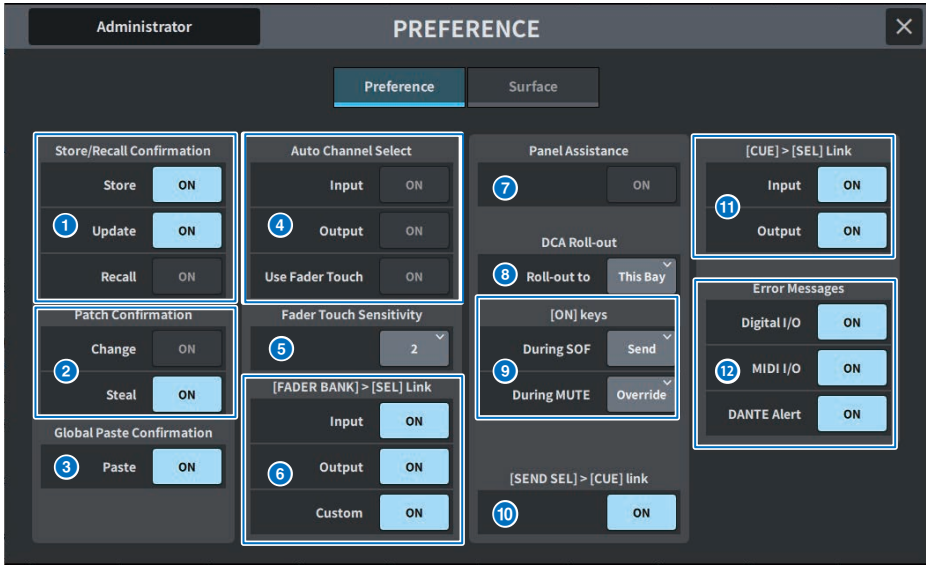 Administrator
PREFERENCE
Preference
Surface
Store/Recall Confirmation
Store ON
1 Update ON
Recall ON
Patch Confirmation
Change ON
2
Steal ON
Global Paste Confirmation
3 Paste ON
Auto Channel Select
Input ON
4 Output ON
Use Fader Touch ON
Fader Touch Sensitivity
5 2
[FADER BANK] > [SEL] Link
Input ON
6 Output ON
Custom ON
Panel Assistance
7 ON
DCA Roll-out
8 Roll-out to This Bay
[ON] keys
During SOF Send
9
During MUTE Override
[SEND SEL] > [CUE] link
10 ON
[CUE] > [SEL] Link
Input ON
11
Output ON
Error Messages
Digital I/O ON
12 MIDI I/O ON
DANTE Alert ON